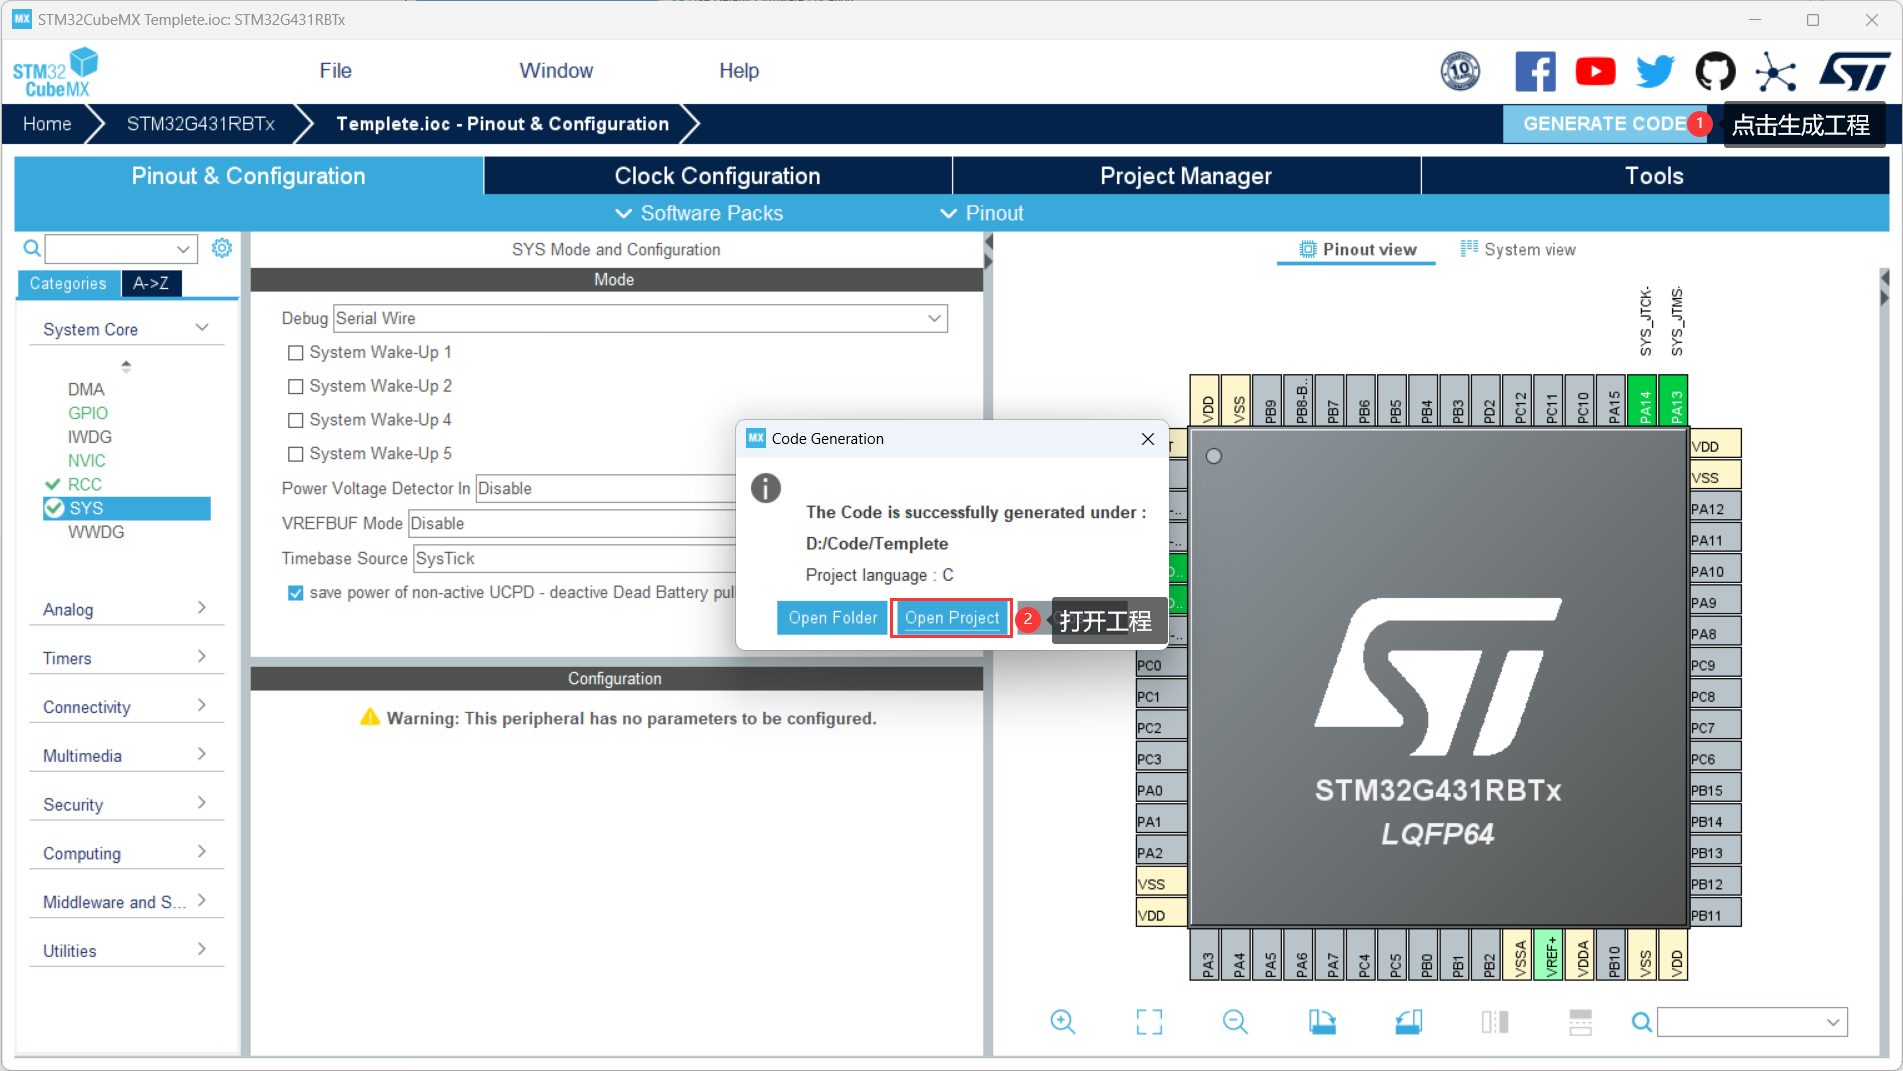 MX STM32CubeMX Templete.ioc: STM32G431RBTx
STM32
CubeMX
File
Window
Help
10
ST
Home
STM32G431RBTx
Templete.ioc - Pinout & Configuration
GENERATE CODE
1
点击生成工程
Pinout & Configuration
Clock Configuration
Project Manager
Tools
Software Packs
Pinout
Categories
A->Z
System Core
DMA
GPIO
IWDG
NVIC
RCC
SYS
WWDG
Analog
Timers
Connectivity
Multimedia
Security
Computing
Middleware and S...
Utilities
SYS Mode and Configuration
Mode
Debug Serial Wire
System Wake-Up 1
System Wake-Up 2
System Wake-Up 4
System Wake-Up 5
Power Voltage Detector In Disable
VREFBUF Mode Disable
Timebase Source SysTick
save power of non-active UCPD - deactive Dead Battery pul
Configuration
Warning: This peripheral has no parameters to be configured.
MX Code Generation
The Code is successfully generated under :
D:/Code/Templete
Project language : C
Open Folder
Open Project
2
打开工程
Pinout view
System view
SYS_JTCK-
SYS_JTMS-
VDD
VSS
PB9
PB8-B..
PB7
PB6
PB5
PB4
PB3
PD2
PC12
PC11
PC10
PA15
PA14
PA13
PC0
PC1
PC2
PC3
PA0
PA1
PA2
VSS
VDD
ST
STM32G431RBTx
LQFP64
VDD
VSS
PA12
PA11
PA10
PA9
PA8
PC9
PC8
PC7
PC6
PB15
PB14
PB13
PB12
PB11
PA3
PA4
PA5
PA6
PA7
PC4
PC5
PB0
PB1
PB2
VSSA
VREF+
VDDA
PB10
VSS
VDD